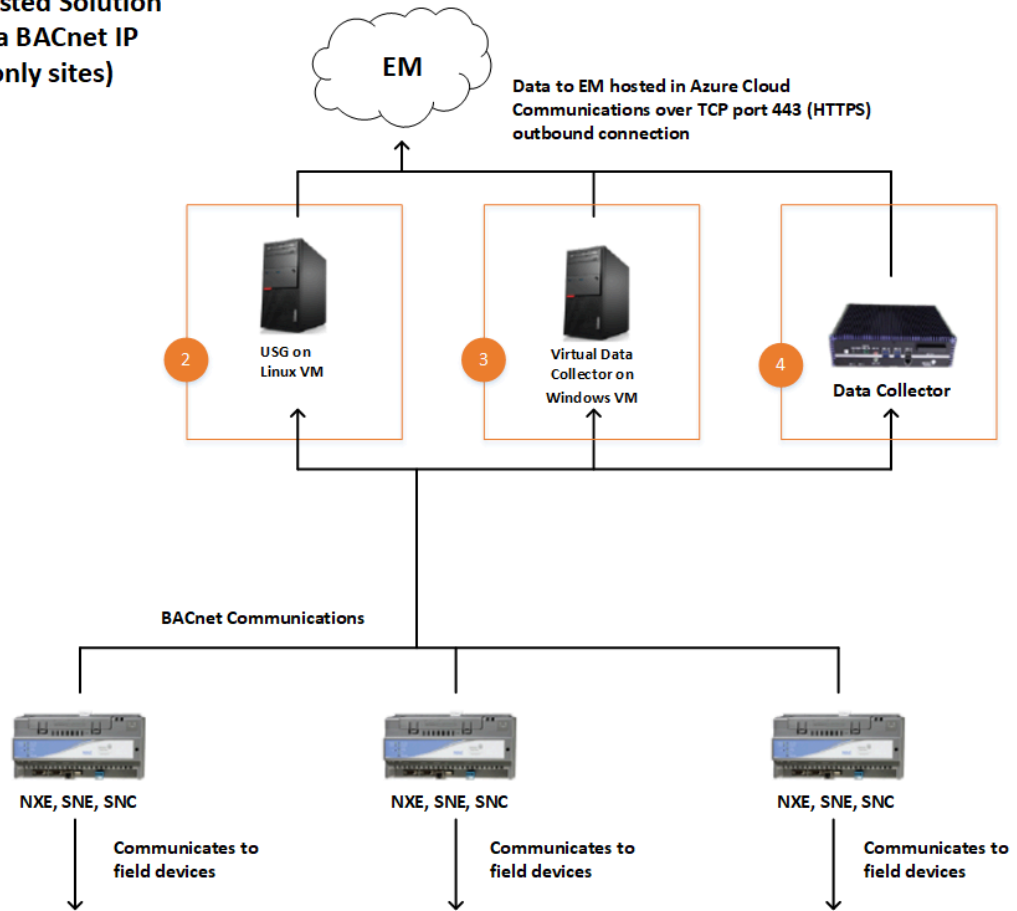 sted Solution
a BACnet IP
only sites)
EM
Data to EM hosted in Azure Cloud
Communications over TCP port 443 (HTTPS)
outbound connection
2
USG on
Linux VM
3
Virtual Data
Collector on
Windows VM
4
Data Collector
BACnet Communications
NXE, SNE, SNC
NXE, SNE, SNC
NXE, SNE, SNC
Communicates to
field devices
Communicates to
field devices
Communicates to
field devices